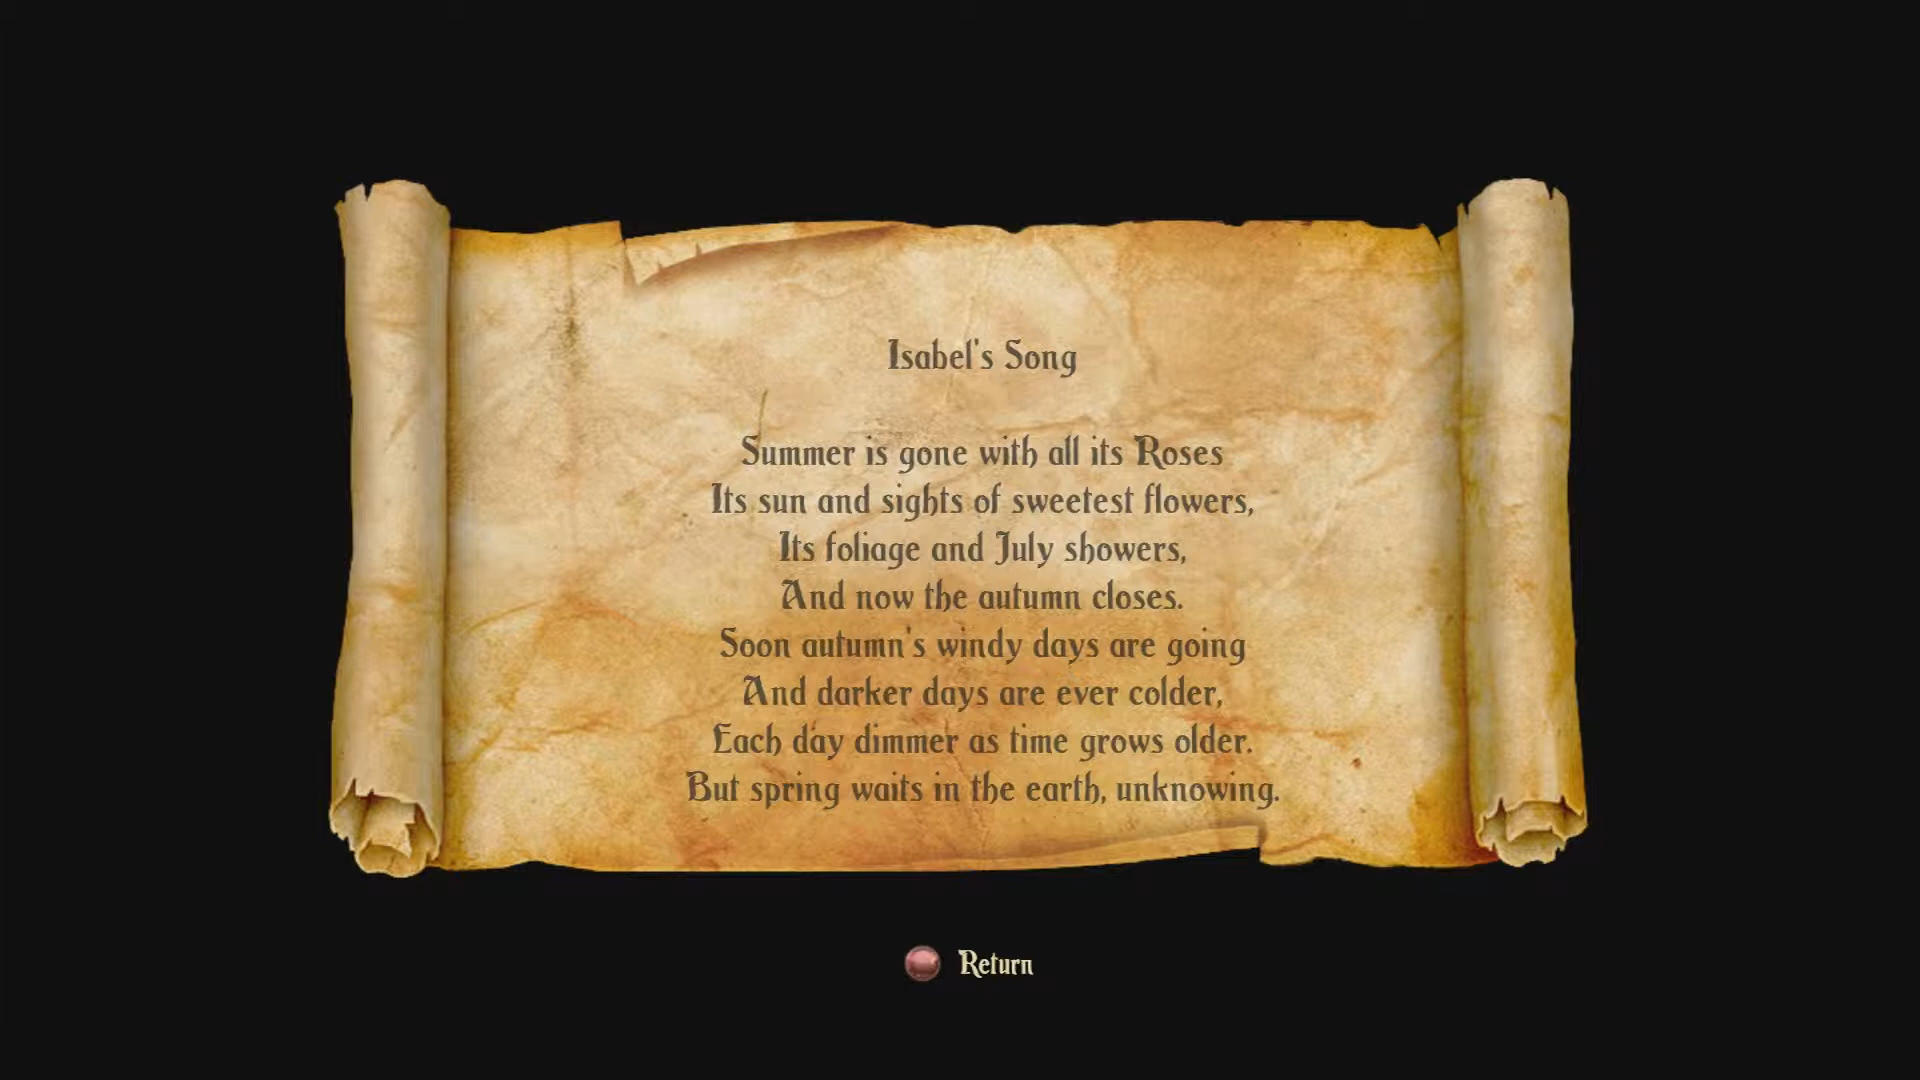 Isabel's Song
Summer is gone with all its Roses
Its sun and sights of sweetest flowers,
Its foliage and July showers,
And now the autumn closes.
Soon autumn's windy days are going
And darker days are ever colder,
Each day dimmer as time grows older.
But spring waits in the earth, unknowing.
Return